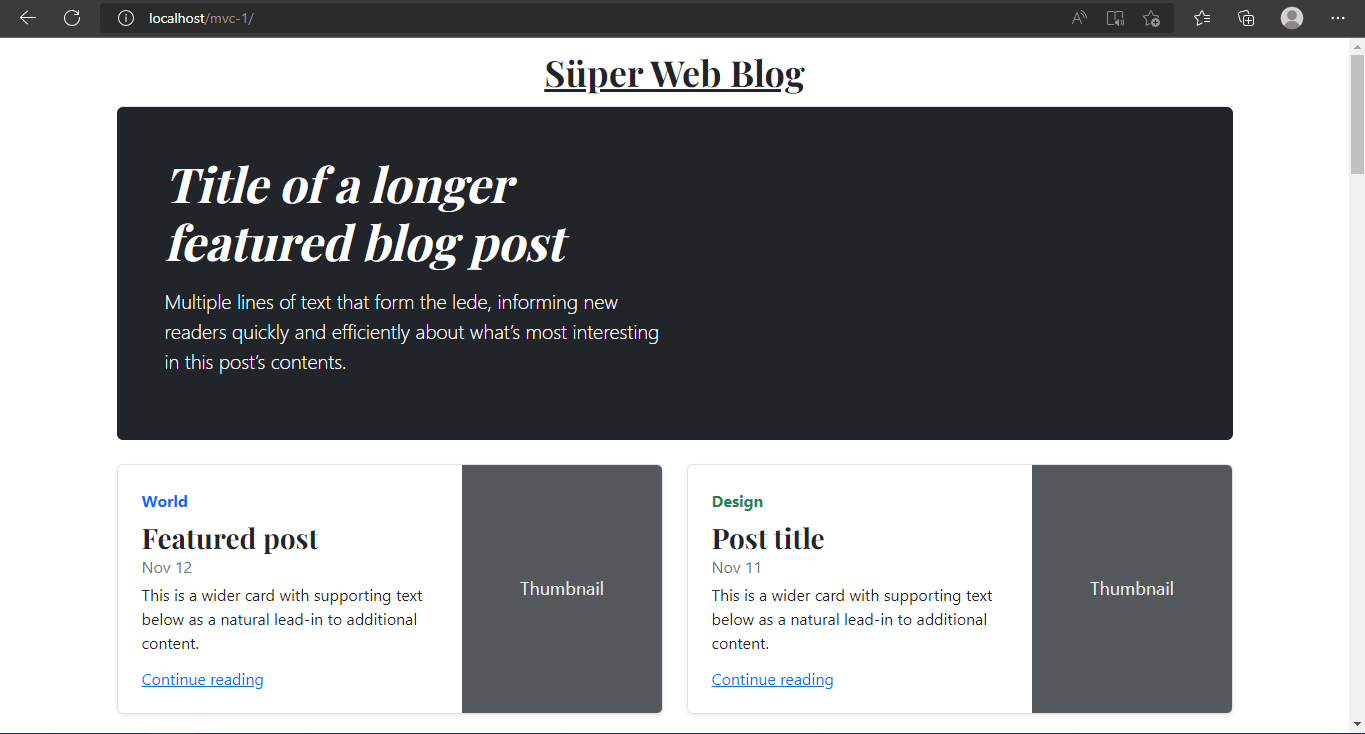 localhost/mvc-1/
Süper Web Blog
Title of a longer
featured blog post
Multiple lines of text that form the lede, informing new
readers quickly and efficiently about what’s most interesting
in this post’s contents.
World
Featured post
Nov 12
This is a wider card with supporting text
below as a natural lead-in to additional
content.
Continue reading
Thumbnail
Design
Post title
Nov 11
This is a wider card with supporting text
below as a natural lead-in to additional
content.
Continue reading
Thumbnail